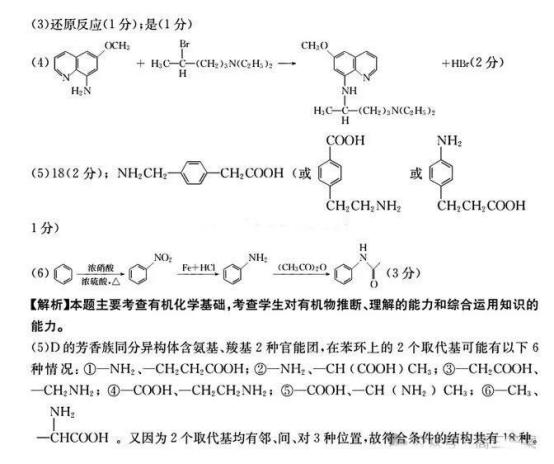 (3)还原反应(1分);是(1分)
(4) OCH₃ N H₂N + Br H₃C—C—(CH₂)₃N(C₂H₅)₂ H → CH₃O N NH H₃C—C—(CH₂)₃N(C₂H₅)₂ H +HBr(2分)
(5)18(2分); NH₂CH₂— —CH₂COOH (或 COOH CH₂CH₂NH₂ 或 NH₂ CH₂CH₂COOH
1分)
(6) 浓硝酸 浓硫酸,△ NO₂ Fe+HCl NH₂ (CH₃CO)₂O H N O (3分)
【解析】本题主要考查有机化学基础,考查学生对有机物推断、理解的能力和综合运用知识的
能力。
(5)D的芳香族同分异构体含氨基、羧基2种官能团,在苯环上的2个取代基可能有以下6
种情况:①—NH₂、—CH₂CH₂COOH;②—NH₂、—CH(COOH)CH₃;③—CH₂COOH、
—CH₂NH₂;④—COOH、—CH₂CH₂NH₂;⑤—COOH、—CH(NH₂)CH₃;⑥—CH₃、
NH₂
—CHCOOH。又因为2个取代基均有邻、间、对3种位置,故符合条件的结构共有18种。